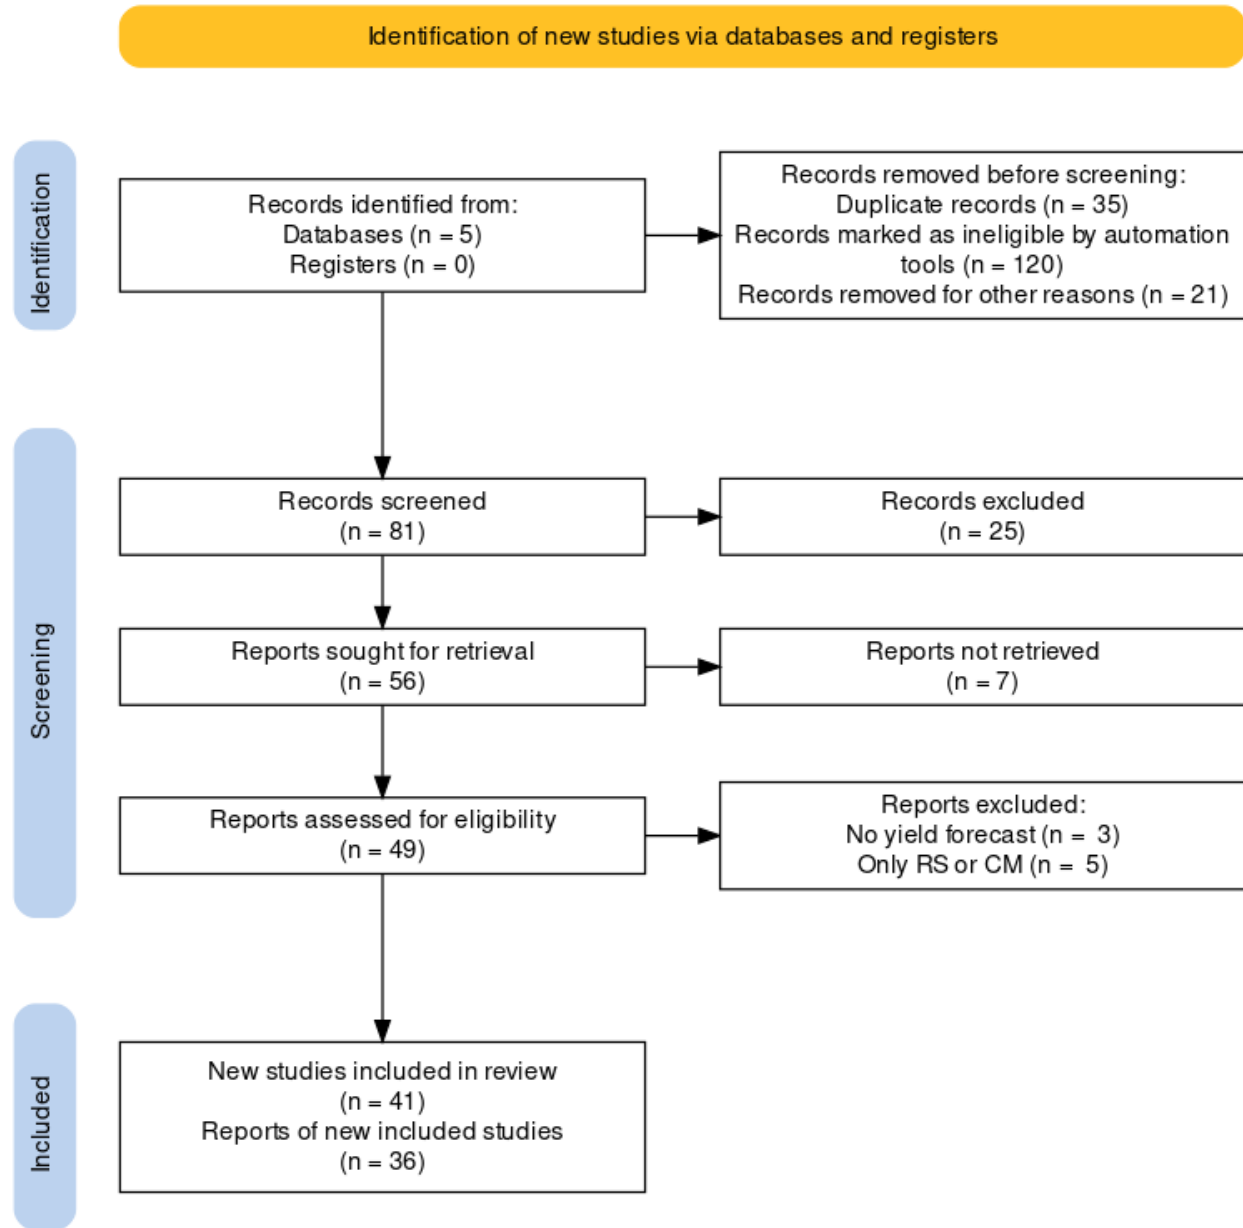 Identification of new studies via databases and registers
Identification
Records identified from:
Databases (n = 5)
Registers (n = 0)
Records removed before screening:
Duplicate records (n = 35)
Records marked as ineligible by automation
tools (n = 120)
Records removed for other reasons (n = 21)
Screening
Records screened
(n = 81)
Records excluded
(n = 25)
Reports sought for retrieval
(n = 56)
Reports not retrieved
(n = 7)
Reports assessed for eligibility
(n = 49)
Reports excluded:
No yield forecast (n = 3)
Only RS or CM (n = 5)
Included
New studies included in review
(n = 41)
Reports of new included studies
(n = 36)